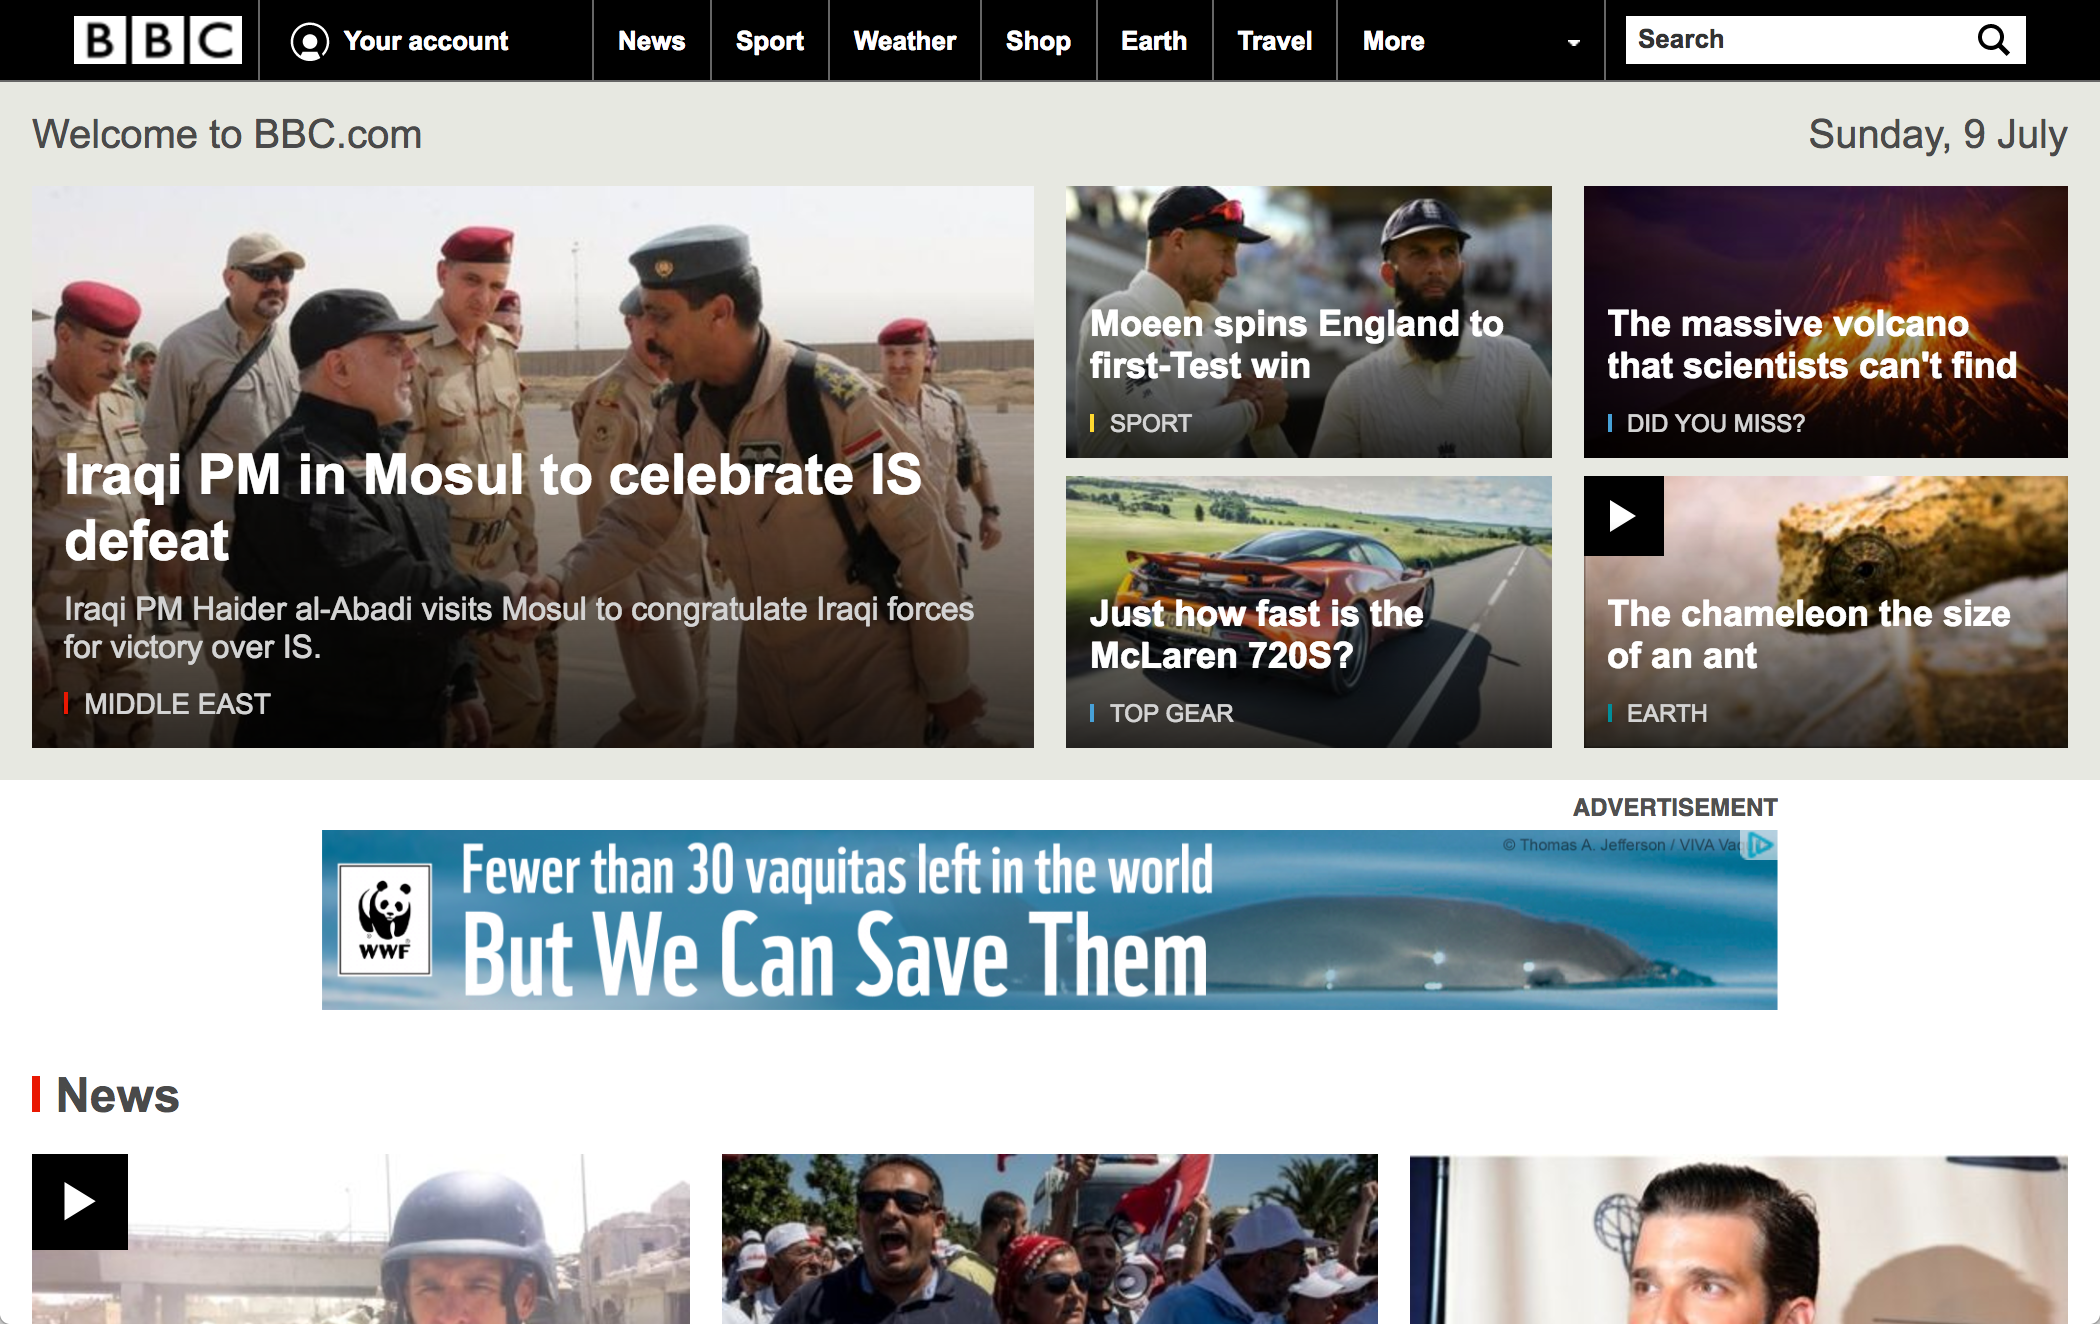 BBC
Your account
News
Sport
Weather
Shop
Earth
Travel
More
Search
Welcome to BBC.com
Sunday, 9 July
Iraqi PM in Mosul to celebrate IS
defeat
Iraqi PM Haider al-Abadi visits Mosul to congratulate Iraqi forces
for victory over IS.
MIDDLE EAST
Moeen spins England to
first-Test win
SPORT
The massive volcano
that scientists can't find
DID YOU MISS?
Just how fast is the
McLaren 720S?
TOP GEAR
The chameleon the size
of an ant
EARTH
ADVERTISEMENT
© Thomas A. Jefferson / VIVA
Fewer than 30 vaquitas left in the world
But We Can Save Them
WWF
News